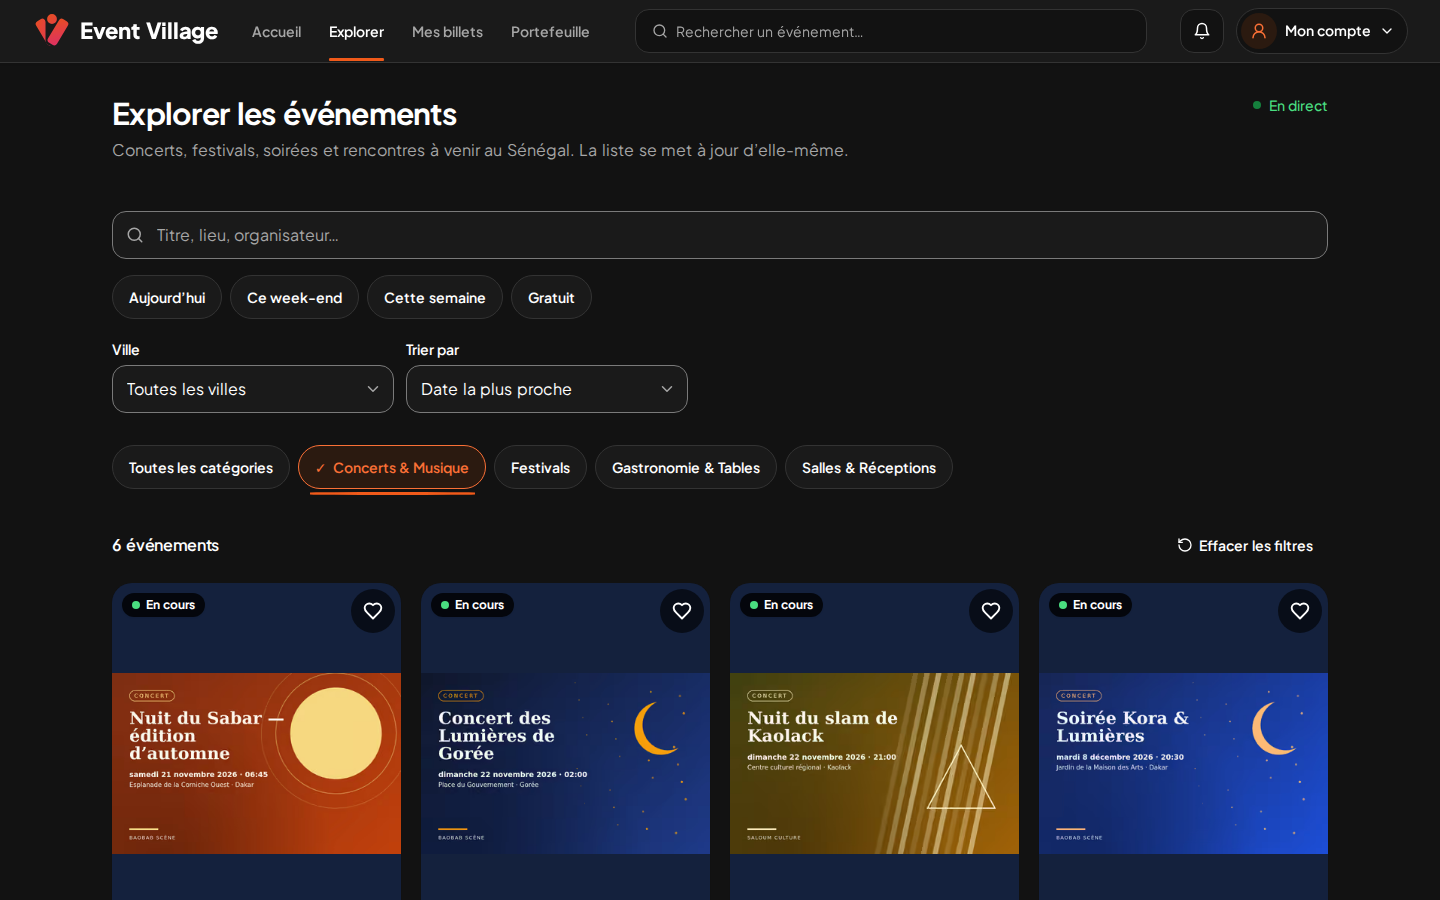 Event Village
Accueil
Explorer
Mes billets
Portefeuille
Rechercher un événement…
Mon compte
Explorer les événements
En direct
Concerts, festivals, soirées et rencontres à venir au Sénégal. La liste se met à jour d’elle-même.
Titre, lieu, organisateur…
Aujourd’hui
Ce week-end
Cette semaine
Gratuit
Ville
Trier par
Toutes les villes
Date la plus proche
Toutes les catégories
✓ Concerts & Musique
Festivals
Gastronomie & Tables
Salles & Réceptions
6 événements
Effacer les filtres
En cours
CONCERT
Nuit du Sabar —
édition
d’automne
samedi 21 novembre 2026 · 06:45
Esplanade de la Corniche Ouest · Dakar
BAOBAB SCÈNE
En cours
CONCERT
Concert des
Lumières de
Gorée
dimanche 22 novembre 2026 · 02:00
Place du Gouvernement · Gorée
BAOBAB SCÈNE
En cours
CONCERT
Nuit du slam de
Kaolack
dimanche 22 novembre 2026 · 21:00
Centre culturel régional · Kaolack
SALOUM CULTURE
En cours
CONCERT
Soirée Kora &
Lumières
mardi 8 décembre 2026 · 20:30
Jardin de la Maison des Arts · Dakar
BAOBAB SCÈNE